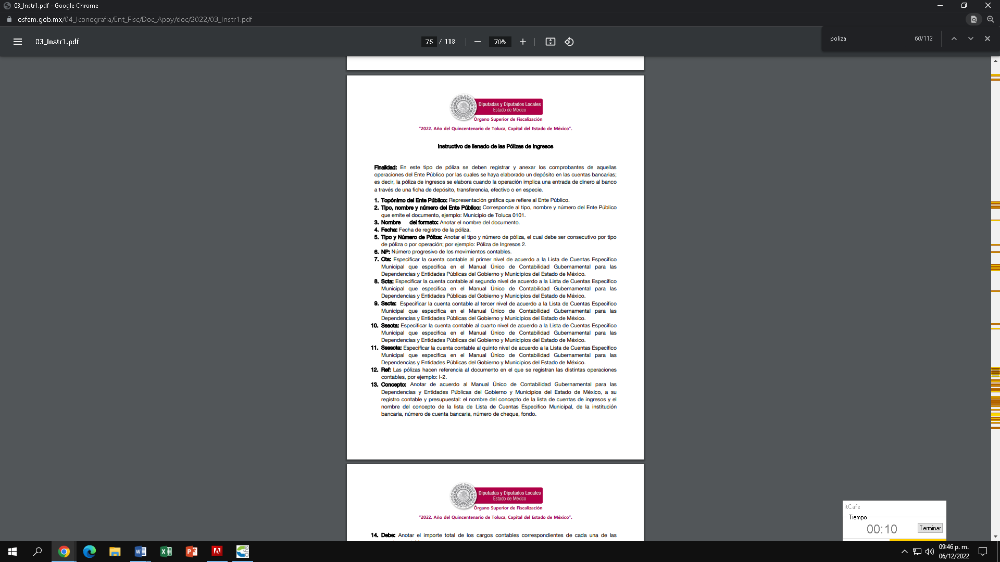 03_Instr1.pdf - Google Chrome
osfem.gob.mx/04_Iconografia/Ent_Fisc/Doc_Apoy/doc/2022/03_Instr1.pdf
03_Instr1.pdf
75 / 113
70%
poliza
60/112
Diputadas y Diputados Locales
Estado de México
Órgano Superior de Fiscalización
"2022. Año del Quincentenario de Toluca, Capital del Estado de México".
Instructivo de llenado de las Pólizas de Ingresos
Finalidad: En este tipo de póliza se deben registrar y anexar los comprobantes de aquellas
operaciones del Ente Público por las cuales se haya elaborado un depósito en las cuentas bancarias;
es decir, la póliza de ingresos se elabora cuando la operación implica una entrada de dinero al banco
a través de una ficha de depósito, transferencia, efectivo o en especie.
1. Topónimo del Ente Público: Representación gráfica que refiere al Ente Público.
2. Tipo, nombre y número del Ente Público: Corresponde al tipo, nombre y número del Ente Público
que emite el documento, ejemplo: Municipio de Toluca 0101.
3. Nombre del formato: Anotar el nombre del documento.
4. Fecha: Fecha de registro de la póliza.
5. Tipo y Número de Póliza: Anotar el tipo y número de póliza, el cual debe ser consecutivo por tipo
de póliza o por operación; por ejemplo: Póliza de Ingresos 2.
6. NP: Número progresivo de los movimientos contables.
7. Cta: Especificar la cuenta contable al primer nivel de acuerdo a la Lista de Cuentas Específico
Municipal que especifica en el Manual Único de Contabilidad Gubernamental para las
Dependencias y Entidades Públicas del Gobierno y Municipios del Estado de México.
8. Scta: Especificar la cuenta contable al segundo nivel de acuerdo a la Lista de Cuentas Específico
Municipal que especifica en el Manual Único de Contabilidad Gubernamental para las
Dependencias y Entidades Públicas del Gobierno y Municipios del Estado de México.
9. Sscta: Especificar la cuenta contable al tercer nivel de acuerdo a la Lista de Cuentas Específico
Municipal que especifica en el Manual Único de Contabilidad Gubernamental para las
Dependencias y Entidades Públicas del Gobierno y Municipios del Estado de México.
10. Ssscta: Especificar la cuenta contable al cuarto nivel de acuerdo a la Lista de Cuentas Específico
Municipal que especifica en el Manual Único de Contabilidad Gubernamental para las
Dependencias y Entidades Públicas del Gobierno y Municipios del Estado de México.
11. Sssscta: Especificar la cuenta contable al quinto nivel de acuerdo a la Lista de Cuentas Específico
Municipal que especifica en el Manual Único de Contabilidad Gubernamental para las
Dependencias y Entidades Públicas del Gobierno y Municipios del Estado de México.
12. Ref: Las pólizas hacen referencia al documento en el que se registran las distintas operaciones
contables, por ejemplo: I-2.
13. Concepto: Anotar de acuerdo al Manual Único de Contabilidad Gubernamental para las
Dependencias y Entidades Públicas del Gobierno y Municipios del Estado de México, a su
registro contable y presupuestal: el nombre del concepto de la lista de cuentas de ingresos y el
nombre del concepto de la lista de Lista de Cuentas Especifico Municipal, de la institución
bancaria, número de cuenta bancaria, número de cheque, fondo.
Diputadas y Diputados Locales
Estado de México
Órgano Superior de Fiscalización
"2022. Año del Quincentenario de Toluca, Capital del Estado de México".
14. Debe: Anotar el importe total de los cargos contables correspondientes de cada una de las
itCafe
Tiempo
00:10
Terminar
09:46 p. m.
06/12/2022